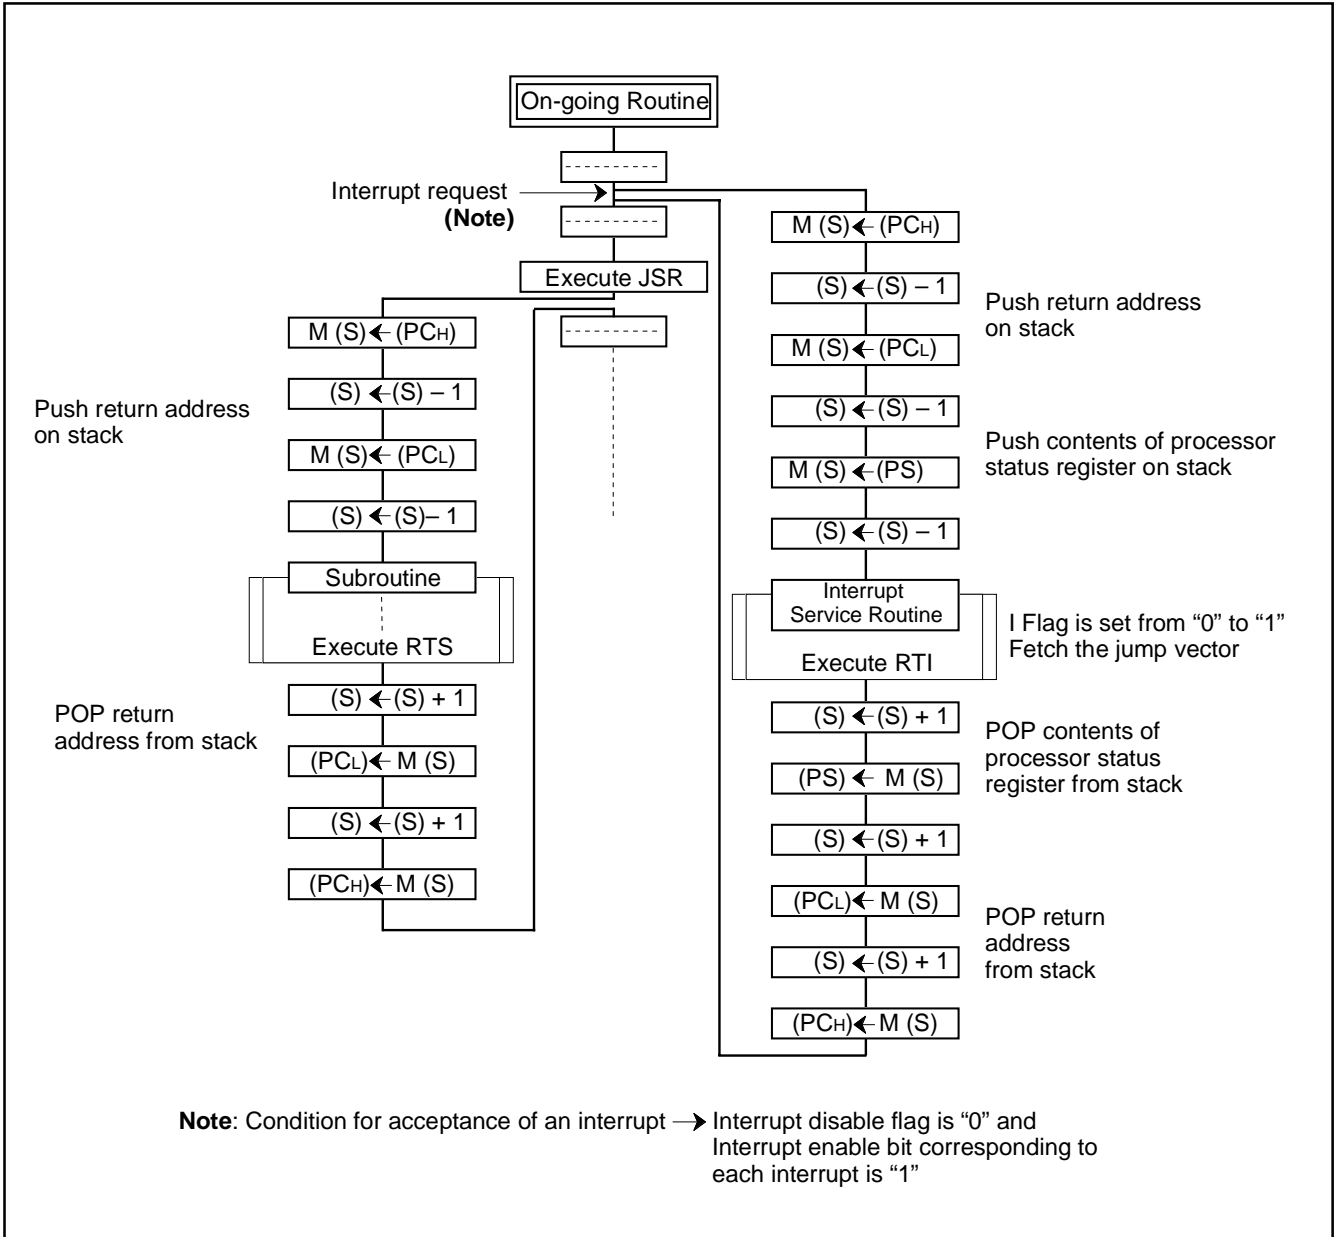 On-going Routine
Interrupt request
(Note)
Execute JSR
M (S) ← (PCH)
(S) ← (S) – 1
M (S) ← (PCL)
(S) ← (S)– 1
Push return address
on stack
Subroutine
Execute RTS
(S) ← (S) + 1
(PCL) ← M (S)
(S) ← (S) + 1
(PCH) ← M (S)
POP return
address from stack
M (S) ← (PCH)
(S) ← (S) – 1
M (S) ← (PCL)
(S) ← (S) – 1
M (S) ← (PS)
(S) ← (S) – 1
Push return address
on stack
Push contents of processor
status register on stack
Interrupt
Service Routine
Execute RTI
I Flag is set from “0” to “1”
Fetch the jump vector
(S) ← (S) + 1
(PS) ← M (S)
(S) ← (S) + 1
(PCL) ← M (S)
(S) ← (S) + 1
(PCH) ← M (S)
POP contents of
processor status
register from stack
POP return
address
from stack
Note: Condition for acceptance of an interrupt → Interrupt disable flag is “0” and
Interrupt enable bit corresponding to
each interrupt is “1”